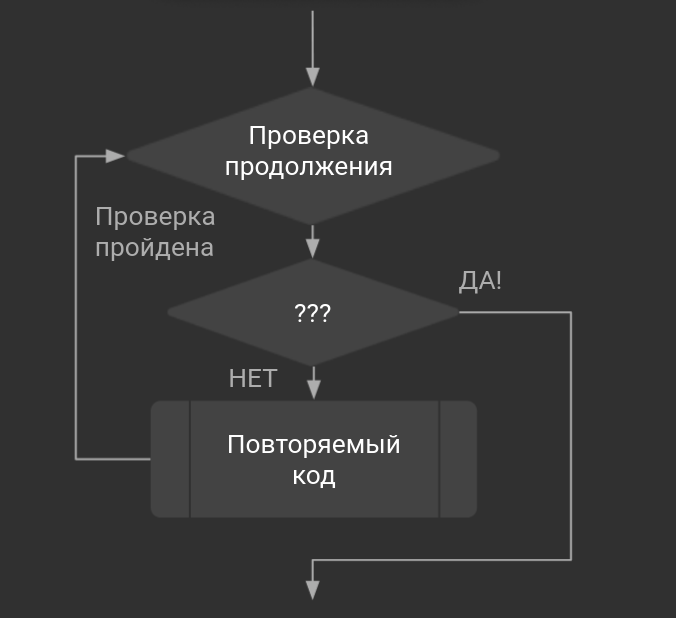 Проверка
продолжения
Проверка
пройдена
ДА!
???
НЕТ
Повторяемый
код